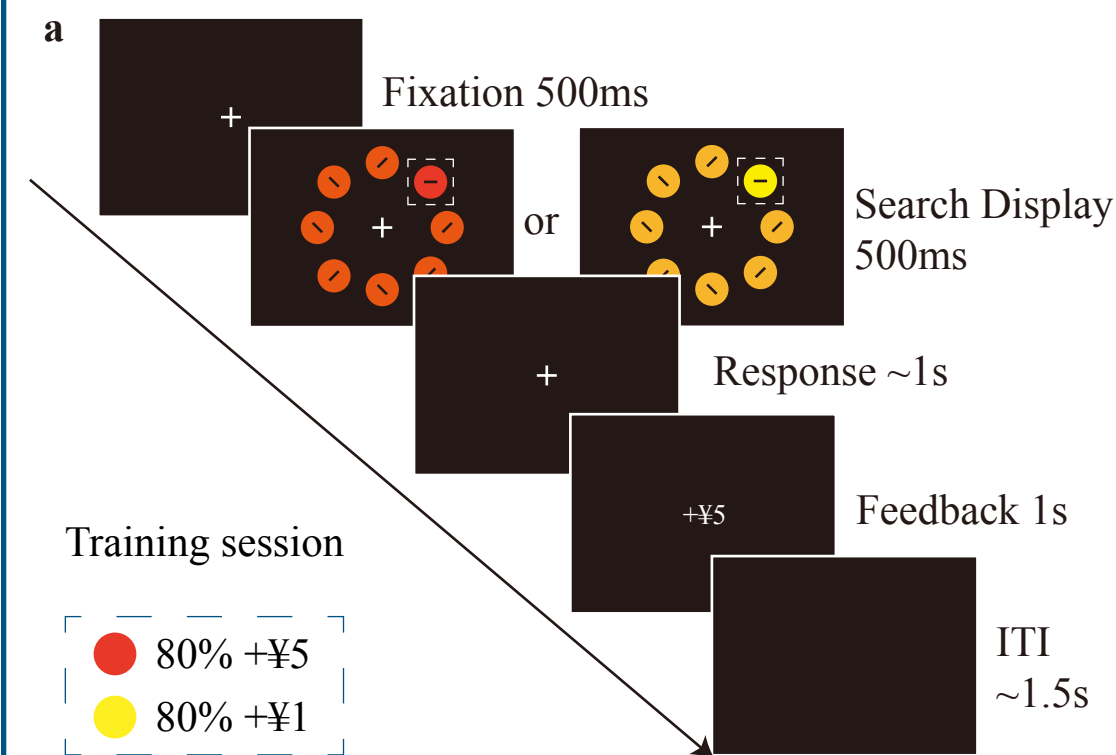 a
Fixation 500ms
or
Search Display
500ms
Response ~1s
+¥5
Feedback 1s
Training session
80% +¥5
80% +¥1
ITI
~1.5s